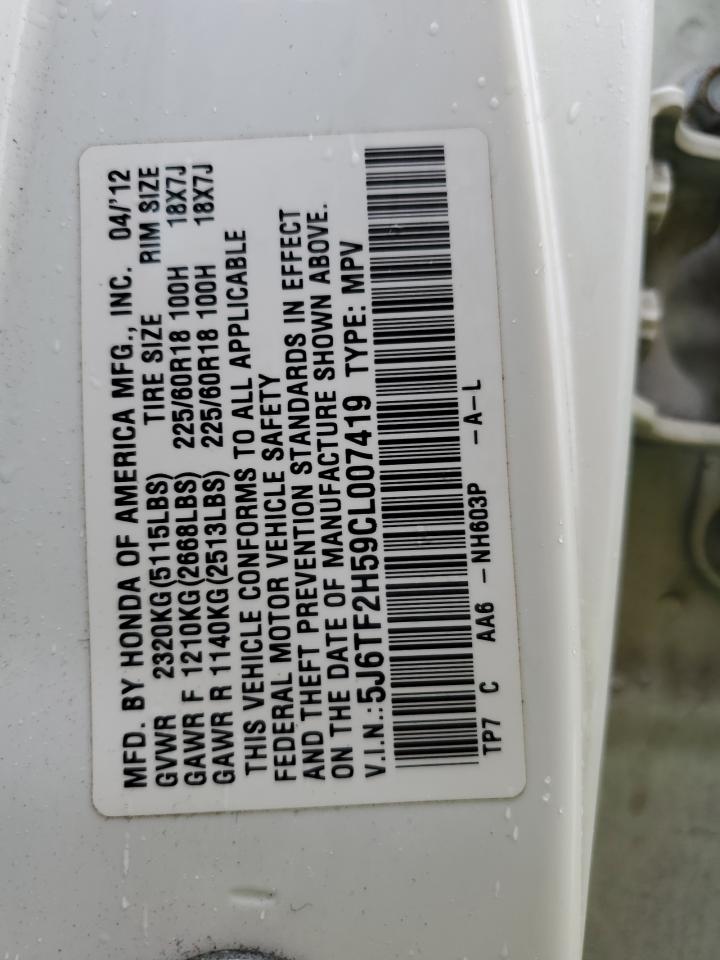 MFD. BY HONDA OF AMERICA MFG., INC. 04/'12
GVWR 2320KG(5115LBS) TIRE SIZE RIM SIZE
GAWR F 1210KG(2668LBS) 225/60R18 100H 18X7J
GAWR R 1140KG(2513LBS) 225/60R18 100H 18X7J
THIS VEHICLE CONFORMS TO ALL APPLICABLE
FEDERAL MOTOR VEHICLE SAFETY
AND THEFT PREVENTION STANDARDS IN EFFECT
ON THE DATE OF MANUFACTURE SHOWN ABOVE.
V.I.N.: 5J6TF2H59CL007419 TYPE: MPV
TP7 C AA6 -NH603P -A-L